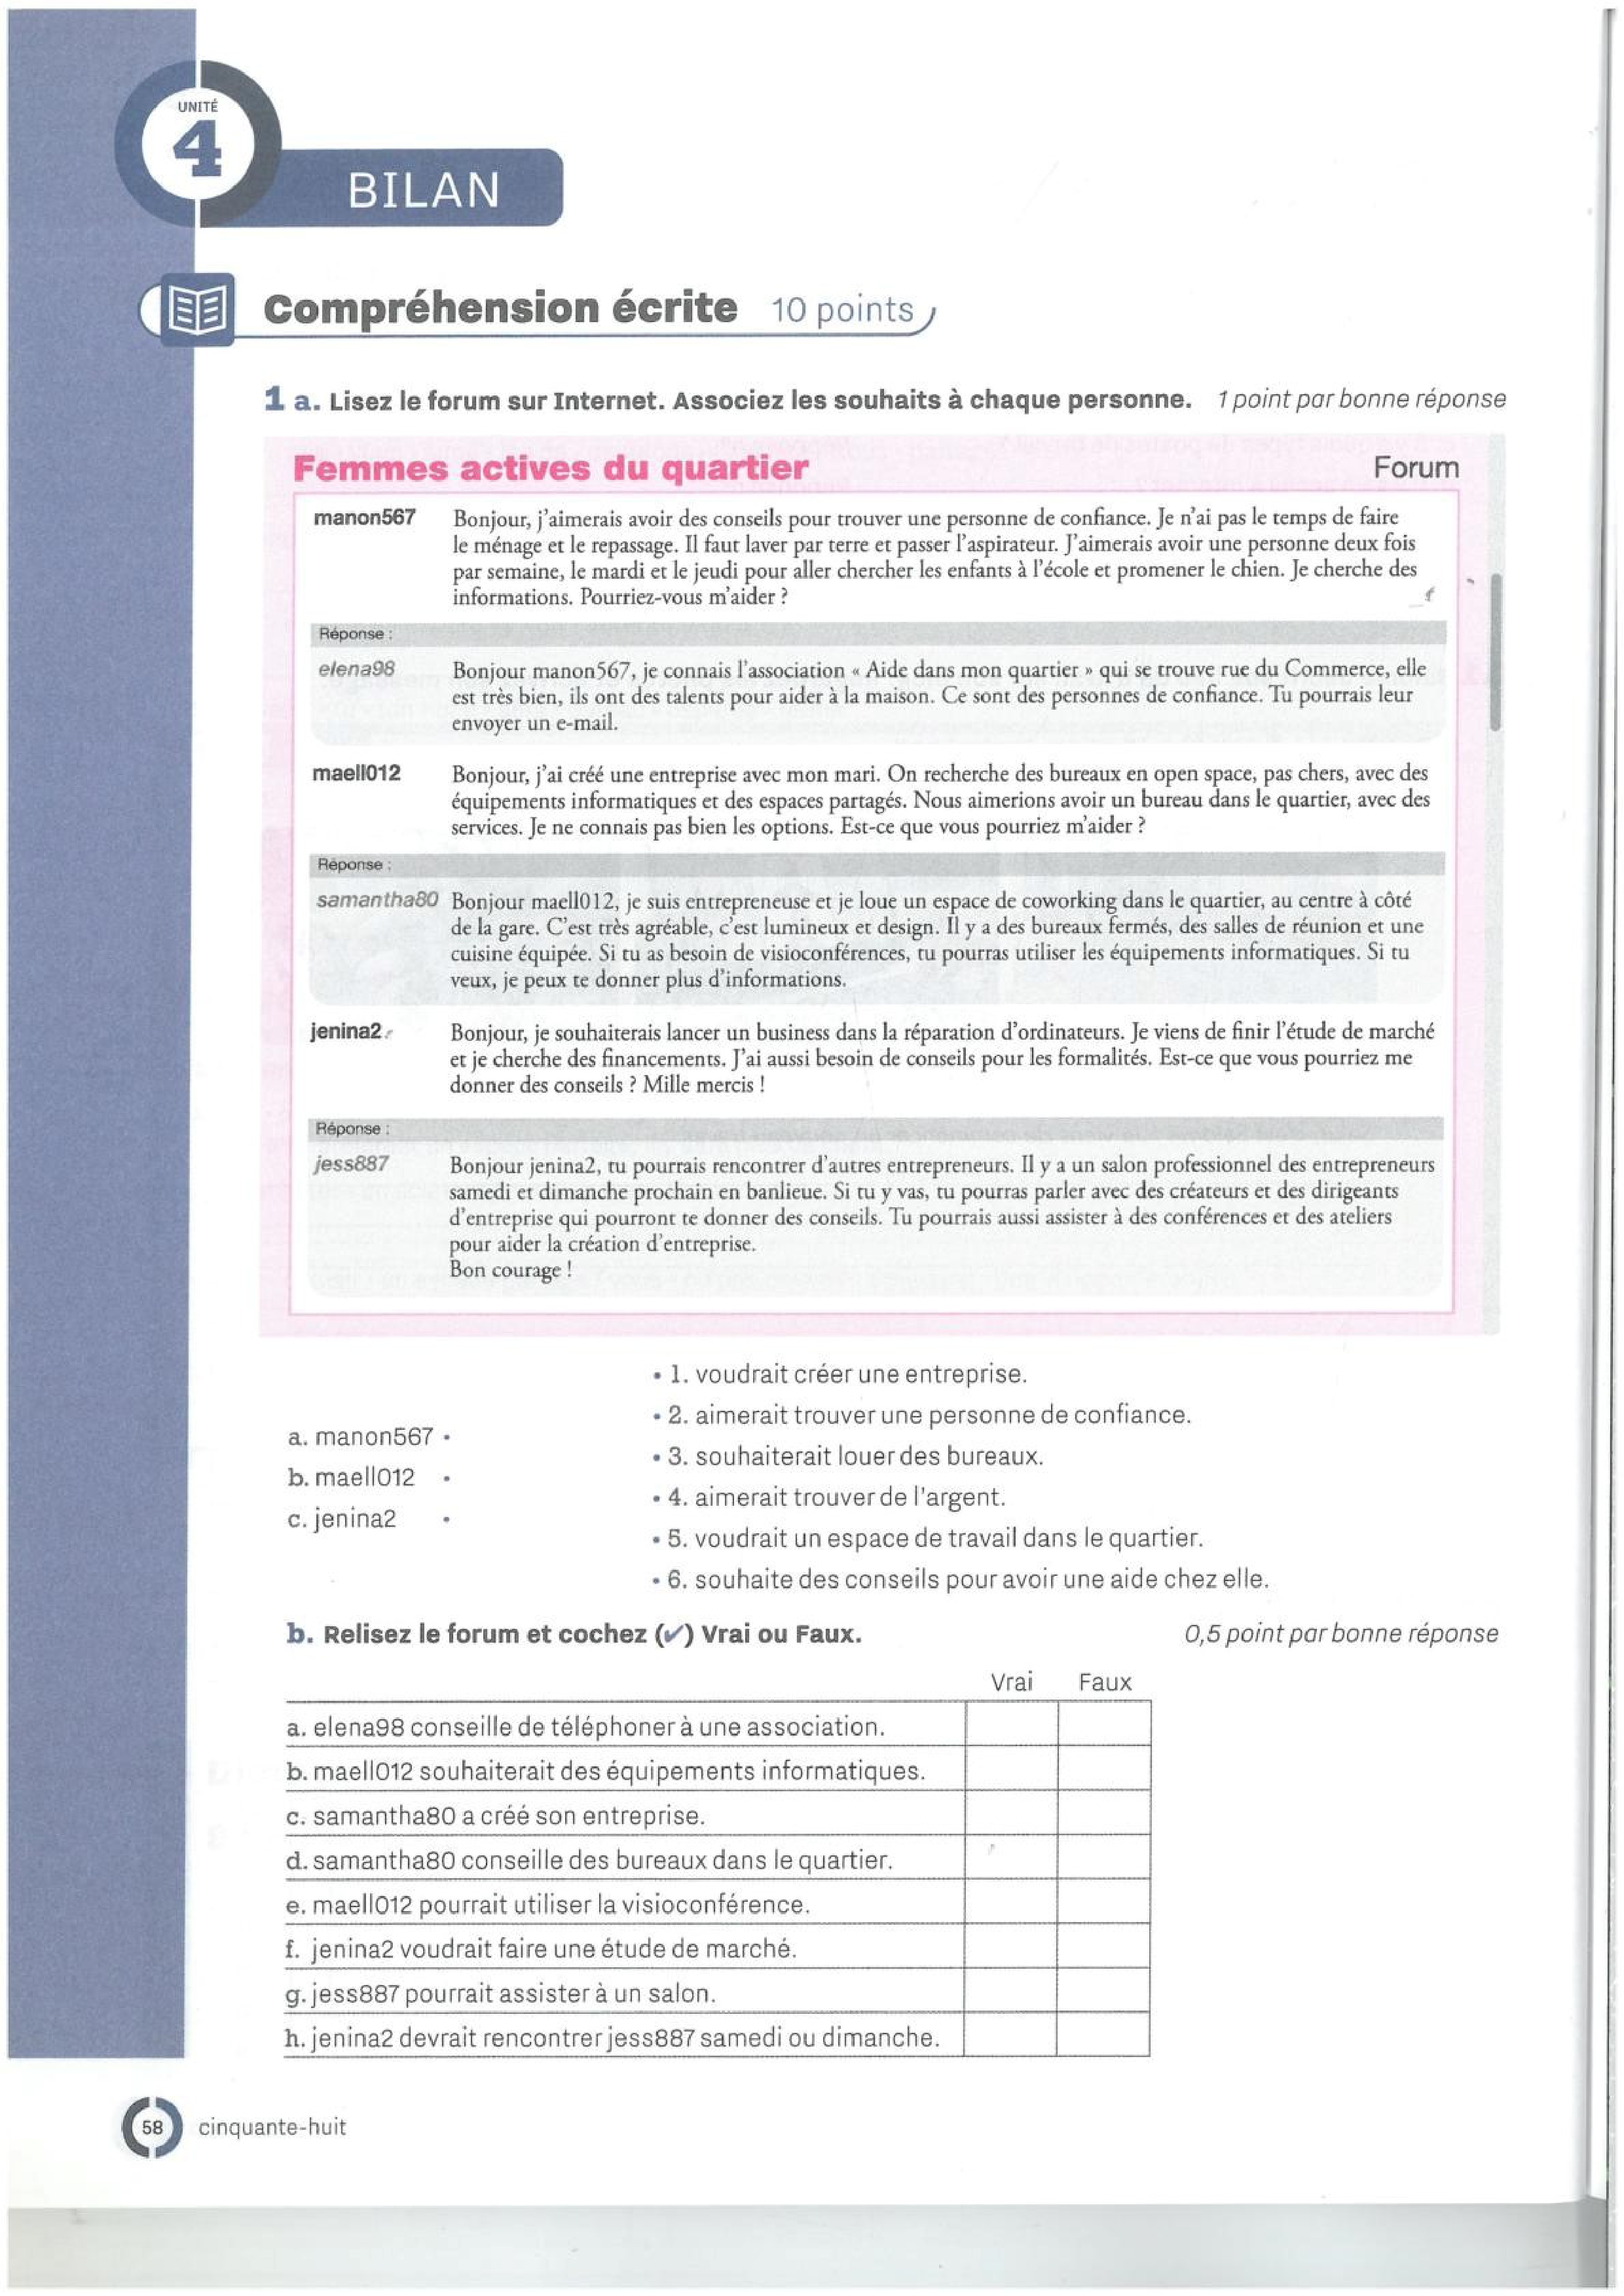 UNITÉ
4
BILAN
Compréhension écrite 10 points
1 a. Lisez le forum sur Internet. Associez les souhaits à chaque personne. 1 point par bonne réponse
Femmes actives du quartier Forum
manon567 Bonjour, j'aimerais avoir des conseils pour trouver une personne de confiance. Je n'ai pas le temps de faire
le ménage et le repassage. Il faut laver par terre et passer l'aspirateur. J'aimerais avoir une personne deux fois
par semaine, le mardi et le jeudi pour aller chercher les enfants à l'école et promener le chien. Je cherche des
informations. Pourriez-vous m'aider ?
Réponse :
elena98 Bonjour manon567, je connais l'association « Aide dans mon quartier » qui se trouve rue du Commerce, elle
est très bien, ils ont des talents pour aider à la maison. Ce sont des personnes de confiance. Tu pourrais leur
envoyer un e-mail.
maell012 Bonjour, j'ai créé une entreprise avec mon mari. On recherche des bureaux en open space, pas chers, avec des
équipements informatiques et des espaces partagés. Nous aimerions avoir un bureau dans le quartier, avec des
services. Je ne connais pas bien les options. Est-ce que vous pourriez m'aider ?
Réponse :
samantha80 Bonjour maell012, je suis entrepreneuse et je loue un espace de coworking dans le quartier, au centre à côté
de la gare. C'est très agréable, c'est lumineux et design. Il y a des bureaux fermés, des salles de réunion et une
cuisine équipée. Si tu as besoin de visioconférences, tu pourras utiliser les équipements informatiques. Si tu
veux, je peux te donner plus d'informations.
jenina2 Bonjour, je souhaiterais lancer un business dans la réparation d'ordinateurs. Je viens de finir l'étude de marché
et je cherche des financements. J'ai aussi besoin de conseils pour les formalités. Est-ce que vous pourriez me
donner des conseils ? Mille mercis !
Réponse :
jess887 Bonjour jenina2, tu pourrais rencontrer d'autres entrepreneurs. Il y a un salon professionnel des entrepreneurs
samedi et dimanche prochain en banlieue. Si tu y vas, tu pourras parler avec des créateurs et des dirigeants
d'entreprise qui pourront te donner des conseils. Tu pourrais aussi assister à des conférences et des ateliers
pour aider la création d'entreprise.
Bon courage !
a. manon567 •
b. maell012 •
c. jenina2 •
• 1. voudrait créer une entreprise.
• 2. aimerait trouver une personne de confiance.
• 3. souhaiterait louer des bureaux.
• 4. aimerait trouver de l'argent.
• 5. voudrait un espace de travail dans le quartier.
• 6. souhaite des conseils pour avoir une aide chez elle.
b. Relisez le forum et cochez (✔) Vrai ou Faux. 0,5 point par bonne réponse
Vrai Faux
a. elena98 conseille de téléphoner à une association.
b. maell012 souhaiterait des équipements informatiques.
c. samantha80 a créé son entreprise.
d. samantha80 conseille des bureaux dans le quartier.
e. maell012 pourrait utiliser la visioconférence.
f. jenina2 voudrait faire une étude de marché.
g. jess887 pourrait assister à un salon.
h. jenina2 devrait rencontrer jess887 samedi ou dimanche.
58 cinquante-huit